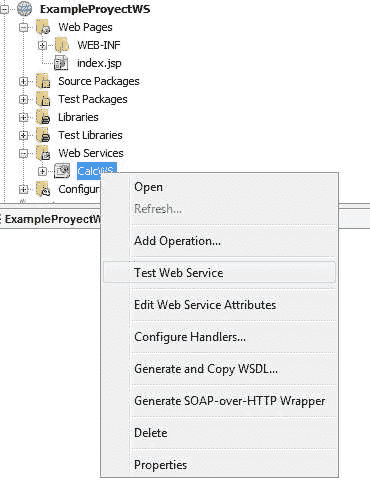 ExampleProyectWS
Web Pages
WEB-INF
index.jsp
Source Packages
Test Packages
Libraries
Test Libraries
Web Services
CalcWS
Configur
ExampleProyectW
Open
Refresh...
Add Operation...
Test Web Service
Edit Web Service Attributes
Configure Handlers...
Generate and Copy WSDL...
Generate SOAP-over-HTTP Wrapper
Delete
Properties